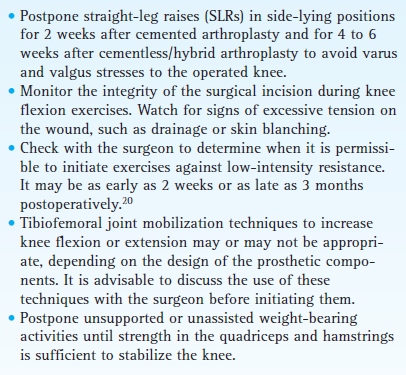 • Postpone straight-leg raises (SLRs) in side-lying positions
for 2 weeks after cemented arthroplasty and for 4 to 6
weeks after cementless/hybrid arthroplasty to avoid varus
and valgus stresses to the operated knee.
• Monitor the integrity of the surgical incision during knee
flexion exercises. Watch for signs of excessive tension on
the wound, such as drainage or skin blanching.
• Check with the surgeon to determine when it is permissi-
ble to initiate exercises against low-intensity resistance.
It may be as early as 2 weeks or as late as 3 months
postoperatively.20
• Tibiofemoral joint mobilization techniques to increase
knee flexion or extension may or may not be appropri-
ate, depending on the design of the prosthetic compo-
nents. It is advisable to discuss the use of these
techniques with the surgeon before initiating them.
• Postpone unsupported or unassisted weight-bearing
activities until strength in the quadriceps and hamstrings
is sufficient to stabilize the knee.